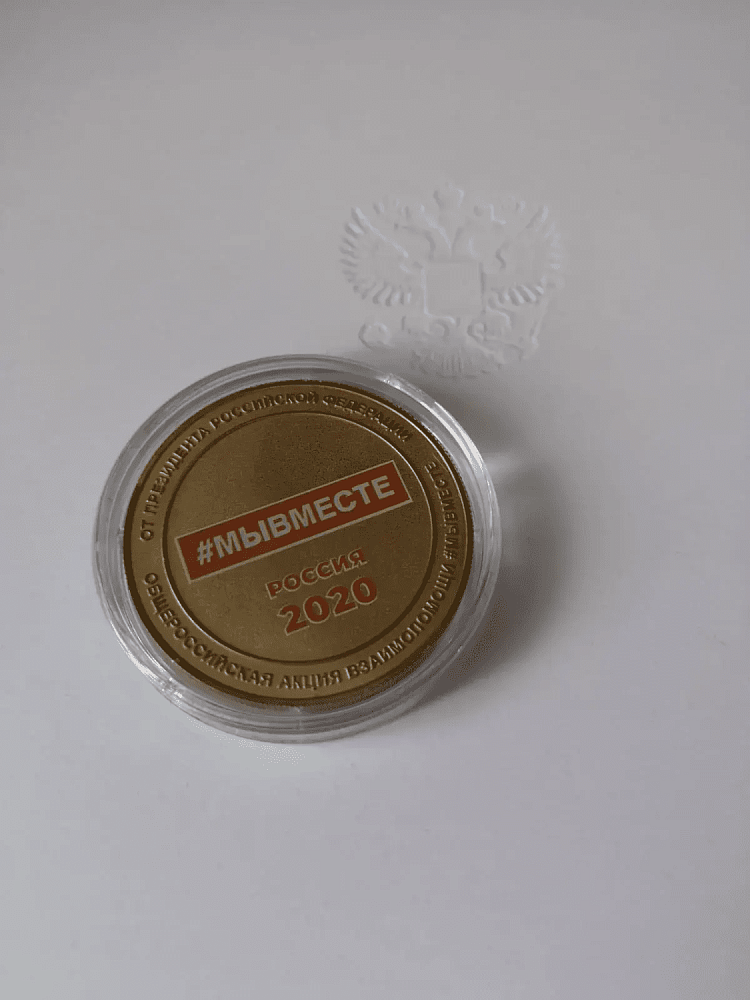 ОТ ПРЕЗИДЕНТА РОССИЙСКОЙ ФЕДЕРАЦИИ
#МЫВМЕСТЕ
РОССИЯ
2020
ОБЩЕРОССИЙСКАЯ АКЦИЯ ВЗАИМОПОМОЩИ #МЫВМЕСТЕ